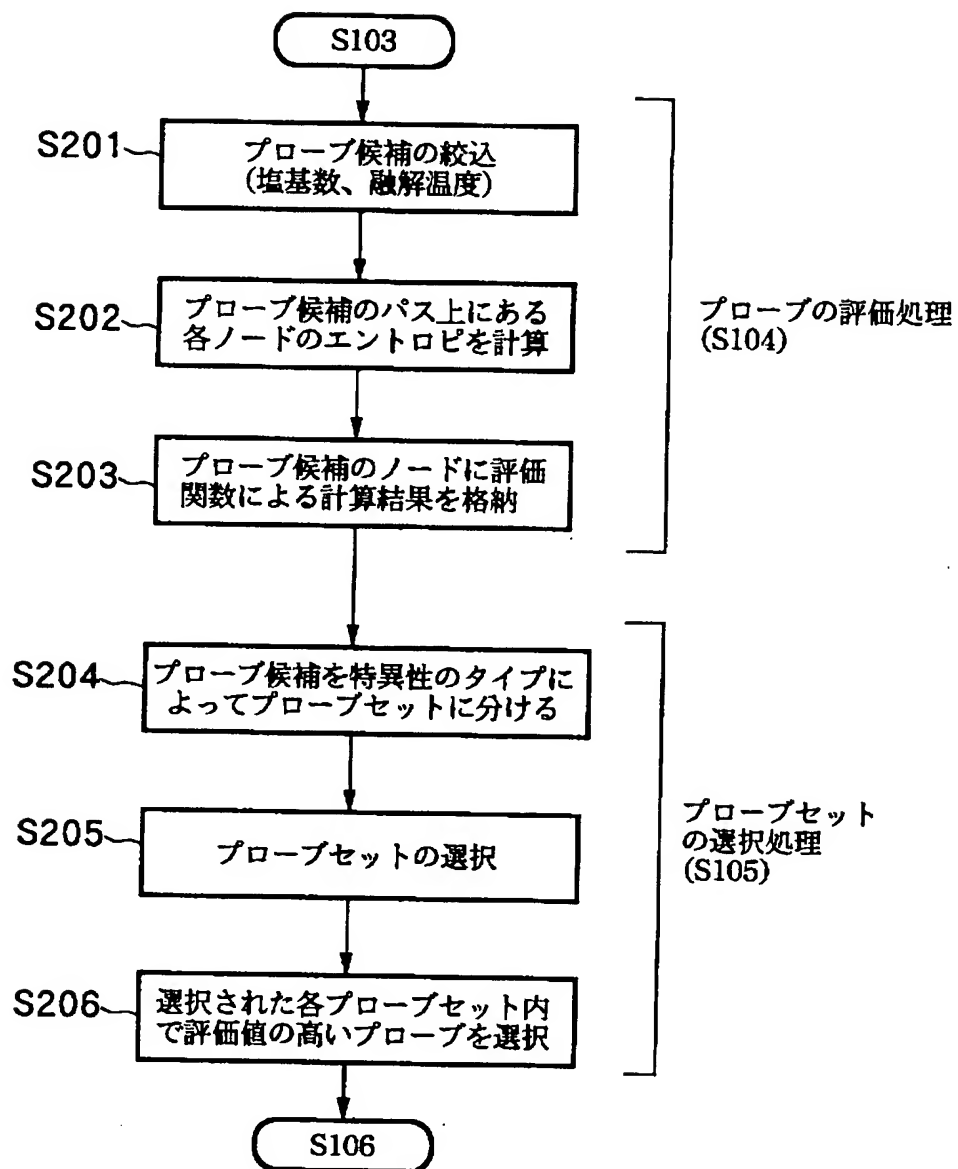 S103
S201
プローブ候補の絞込
(塩基数、融解温度)
S202
プローブ候補のパス上にある
各ノードのエントロピを計算
プローブの評価処理
(S104)
S203
プローブ候補のノードに評価
関数による計算結果を格納
S204
プローブ候補を特異性のタイプに
よってプローブセットに分ける
S205
プローブセットの選択
プローブセット
の選択処理
(S105)
S206
選択された各プローブセット内
で評価値の高いプローブを選択
S106